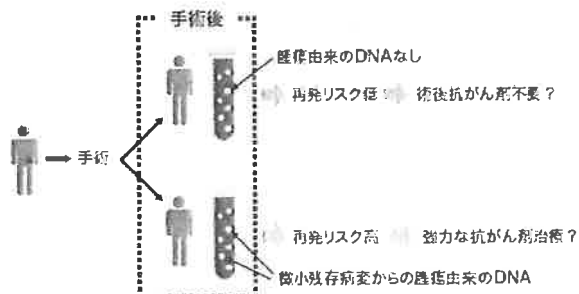 手術後
腫瘍由来のDNAなし
再発リスク低
術後抗がん剤不要？
手術
再発リスク高
強力な抗がん剤治療？
微小残存病変からの腫瘍由来のDNA